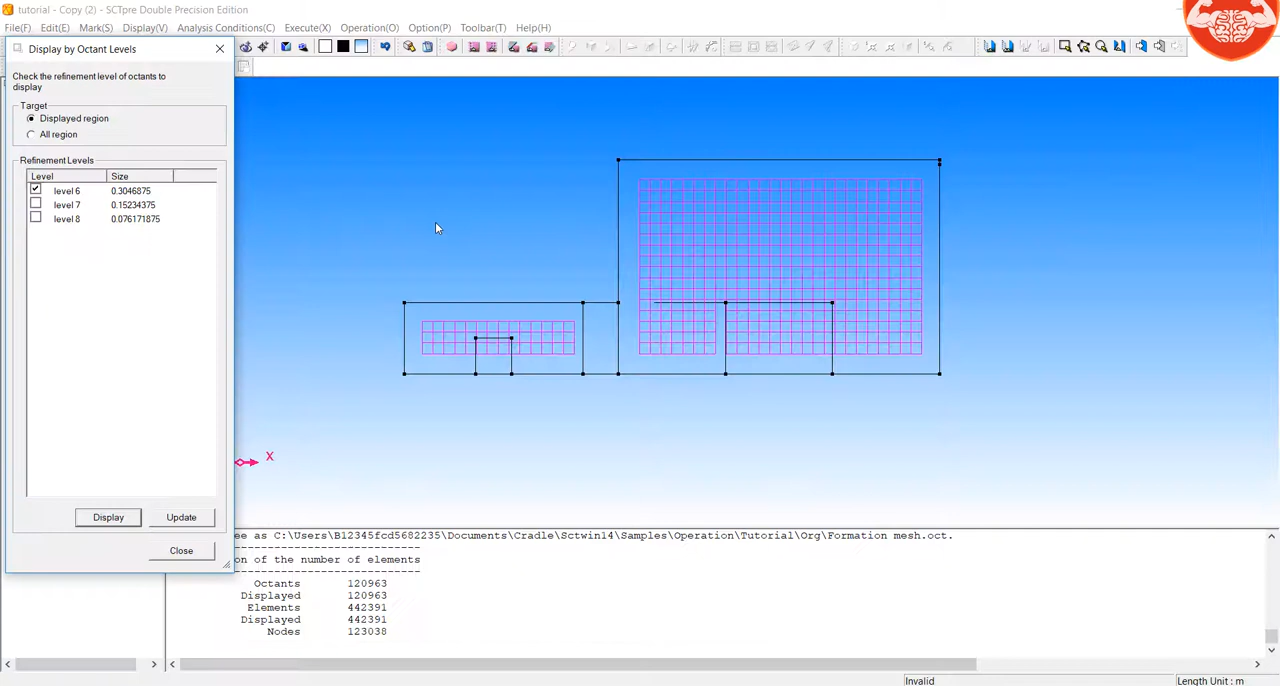 tutorial - Copy (2) - SCTpre Double Precision Edition
File(F) Edit(E) Mark(S) Display(V) Analysis Conditions(C) Execute(X) Operation(O) Option(P) Toolbar(T) Help(H)
Display by Octant Levels
Check the refinement level of octants to
display
Target
Displayed region
All region
Refinement Levels
Level Size
level 6 0.3046875
level 7 0.15234375
level 8 0.076171875
Display Update
Close
X
ee as C:\Users\B12345fcd5682235\Documents\Cradle\Sctwin14\Samples\Operation\Tutorial\Org\Formation mesh.oct.
on of the number of elements
Octants 120963
Displayed 120963
Elements 442391
Displayed 442391
Nodes 123038
Invalid Length Unit : m